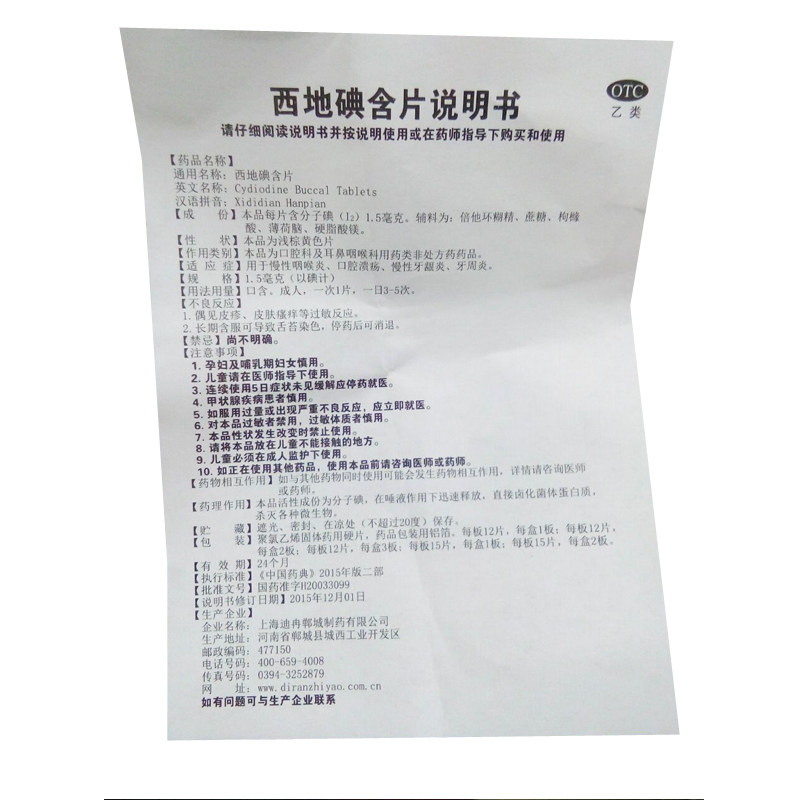 西地碘含片说明书
OTC
乙类
请仔细阅读说明书并按说明使用或在药师指导下购买和使用
【药品名称】
通用名称：西地碘含片
英文名称：Cydiodine Buccal Tablets
汉语拼音：Xididian Hanpian
【成　份】本品每片含分子碘（I₂）1.5毫克。辅料为：倍他环糊精、蔗糖、枸橼
酸、薄荷脑、硬脂酸镁。
【性　状】本品为浅棕黄色片
【作用类别】本品为口腔科及耳鼻咽喉科用药类非处方药药品。
【适 应 症】用于慢性咽喉炎、口腔溃疡、慢性牙龈炎、牙周炎。
【规　格】1.5毫克（以碘计）
【用法用量】口含。成人，一次1片，一日3-5次。
【不良反应】
1. 偶见皮疹、皮肤瘙痒等过敏反应。
2. 长期含服可导致舌苔染色，停药后可消退。
【禁忌】尚不明确。
【注意事项】
1. 孕妇及哺乳期妇女慎用。
2. 儿童请在医师指导下使用。
3. 连续使用5日症状未见缓解应停药就医。
4. 甲状腺疾病患者慎用。
5. 如服用过量或出现严重不良反应，应立即就医。
6. 对本品过敏者禁用，过敏体质者慎用。
7. 本品性状发生改变时禁止使用。
8. 请将本品放在儿童不能接触的地方。
9. 儿童必须在成人监护下使用。
10. 如正在使用其他药品，使用本品前请咨询医师或药师。
【药物相互作用】如与其他药物同时使用可能会发生药物相互作用，详情请咨询医师
或药师。
【药理作用】本品活性成份为分子碘，在唾液作用下迅速释放，直接卤化菌体蛋白质，
杀灭各种微生物。
【贮　藏】遮光、密封、在凉处（不超过20度）保存。
【包　装】聚氯乙烯固体药用硬片，药品包装用铝箔。每板12片，每盒1板；每板12片，
每盒2板；每板12片，每盒3板；每板15片，每盒1板；每板15片，每盒2板。
【有 效 期】24个月
【执行标准】《中国药典》2015年版二部
【批准文号】国药准字H20033099
【说明书修订日期】2015年12月01日
【生产企业】
企业名称：上海迪冉郸城制药有限公司
生产地址：河南省郸城县城西工业开发区
邮政编码：477150
电话号码：400-659-4008
传真号码：0394-3252879
网　址：www.diranzhiyao.com.cn
如有问题可与生产企业联系